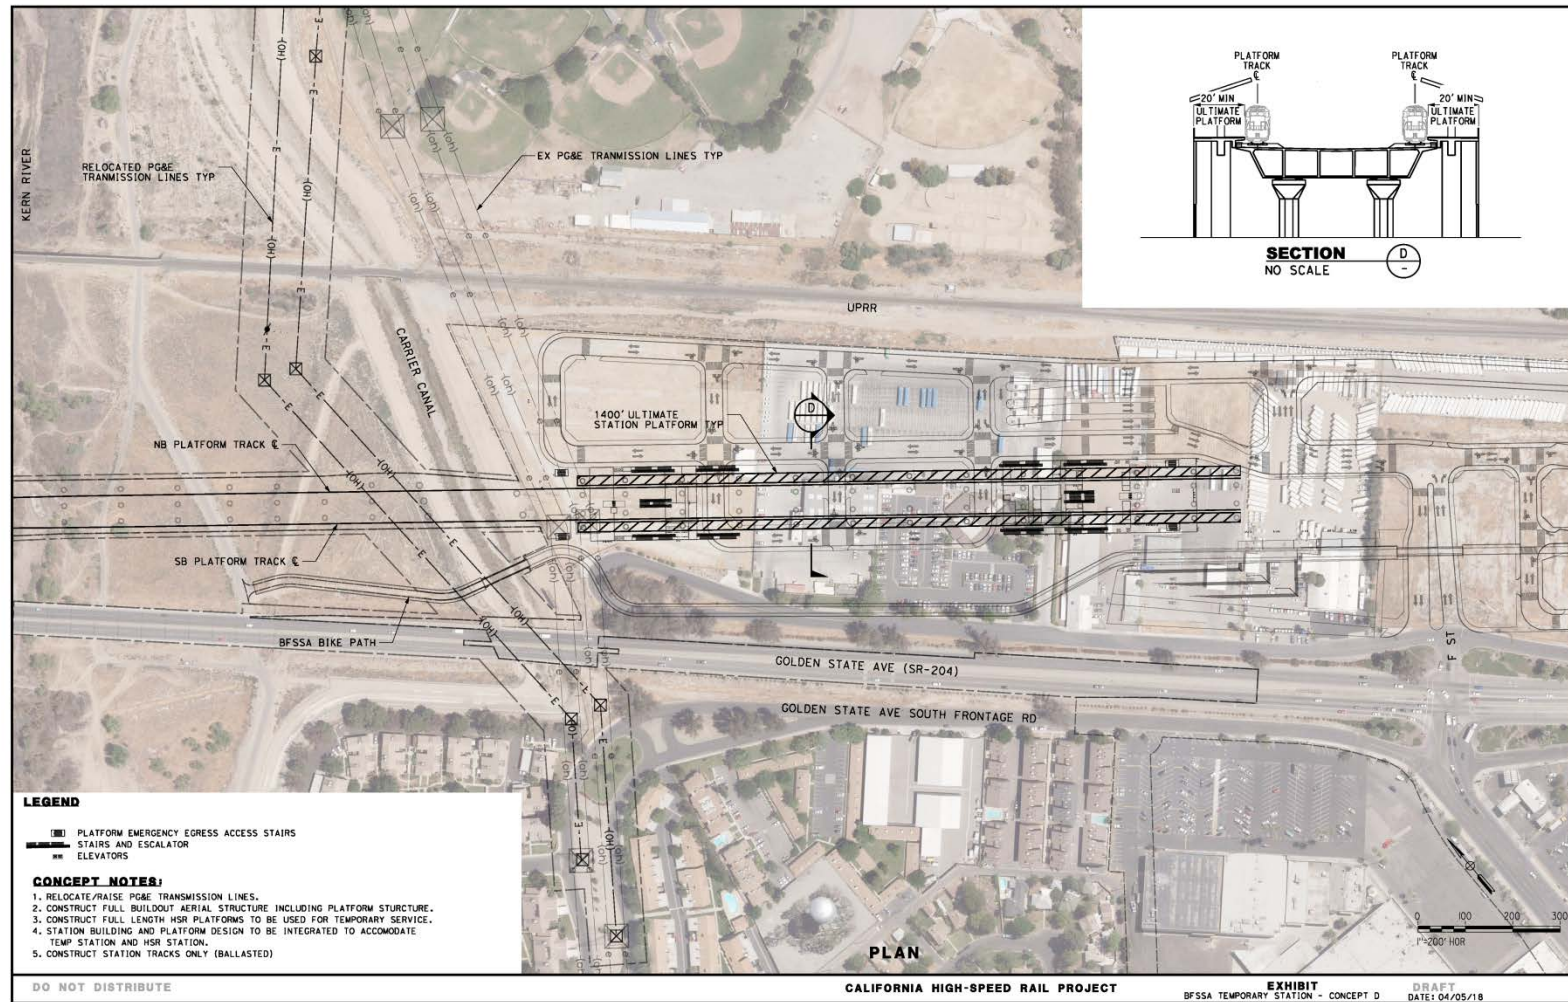 PLATFORM
TRACK
℄
PLATFORM
TRACK
℄
20' MIN
ULTIMATE
PLATFORM
20' MIN
ULTIMATE
PLATFORM
SECTION
NO SCALE
D
-
KERN RIVER
RELOCATED PG&E
TRANMISSION LINES TYP
EX PG&E TRANMISSION LINES TYP
UPRR
CARRIER CANAL
1400' ULTIMATE
STATION PLATFORM TYP
D
NB PLATFORM TRACK ℄
SB PLATFORM TRACK ℄
BFSSA BIKE PATH
GOLDEN STATE AVE (SR-204)
GOLDEN STATE AVE SOUTH FRONTAGE RD
F ST
LEGEND
PLATFORM EMERGENCY EGRESS ACCESS STAIRS
STAIRS AND ESCALATOR
ELEVATORS
CONCEPT NOTES:
1. RELOCATE/RAISE PG&E TRANSMISSION LINES.
2. CONSTRUCT FULL BUILDOUT AERIAL STRUCTURE INCLUDING PLATFORM STURCTURE.
3. CONSTRUCT FULL LENGTH HSR PLATFORMS TO BE USED FOR TEMPORARY SERVICE.
4. STATION BUILDING AND PLATFORM DESIGN TO BE INTEGRATED TO ACCOMODATE
TEMP STATION AND HSR STATION.
5. CONSTRUCT STATION TRACKS ONLY (BALLASTED)
PLAN
0 100 200 300
1"=200' HOR
DO NOT DISTRIBUTE
CALIFORNIA HIGH-SPEED RAIL PROJECT
EXHIBIT
BFSSA TEMPORARY STATION - CONCEPT D
DRAFT
DATE: 04/05/18